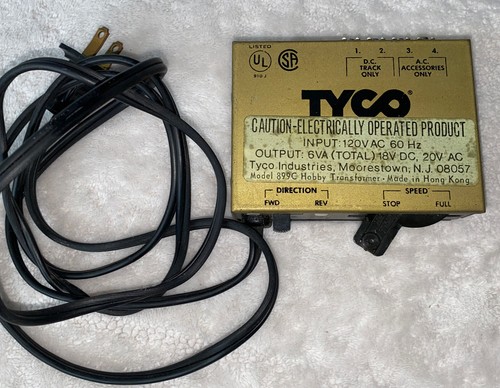 LISTED
UL
SA
1. 2. 3. 4.
D.C. TRACK ONLY
A.C. ACCESSORIES ONLY
TYCO®
CAUTION-ELECTRICALLY OPERATED PRODUCT
INPUT: 120V AC 60 Hz
OUTPUT: 6VA (TOTAL) 18V DC, 20V AC
Tyco Industries, Moorestown, N.J. 08057
Model 899C Hobby Transformer · Made in Hong Kong
DIRECTION
FWD REV
SPEED
STOP FULL